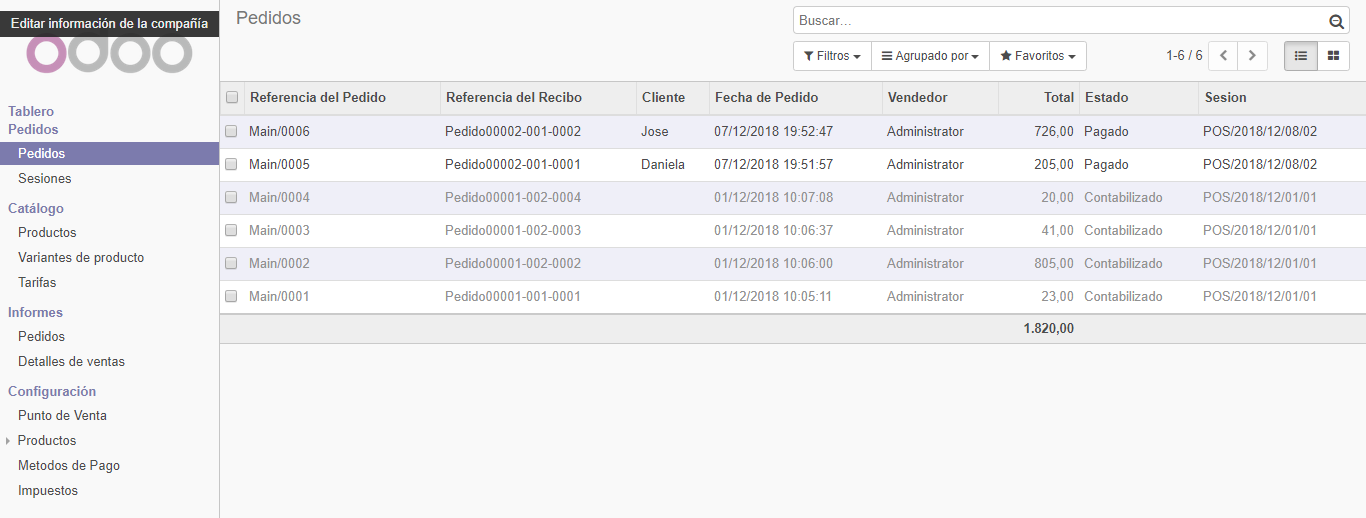 Editar información de la compañía
odoo
Tablero
Pedidos
Pedidos
Sesiones
Catálogo
Productos
Variantes de producto
Tarifas
Informes
Pedidos
Detalles de ventas
Configuración
Punto de Venta
Productos
Metodos de Pago
Impuestos
Pedidos
Buscar...
Filtros Agrupado por Favoritos 1-6 / 6
Referencia del Pedido Referencia del Recibo Cliente Fecha de Pedido Vendedor Total Estado Sesion
Main/0006 Pedido00002-001-0002 Jose 07/12/2018 19:52:47 Administrator 726,00 Pagado POS/2018/12/08/02
Main/0005 Pedido00002-001-0001 Daniela 07/12/2018 19:51:57 Administrator 205,00 Pagado POS/2018/12/08/02
Main/0004 Pedido00001-002-0004 01/12/2018 10:07:08 Administrator 20,00 Contabilizado POS/2018/12/01/01
Main/0003 Pedido00001-002-0003 01/12/2018 10:06:37 Administrator 41,00 Contabilizado POS/2018/12/01/01
Main/0002 Pedido00001-002-0002 01/12/2018 10:06:00 Administrator 805,00 Contabilizado POS/2018/12/01/01
Main/0001 Pedido00001-001-0001 01/12/2018 10:05:11 Administrator 23,00 Contabilizado POS/2018/12/01/01
1.820,00